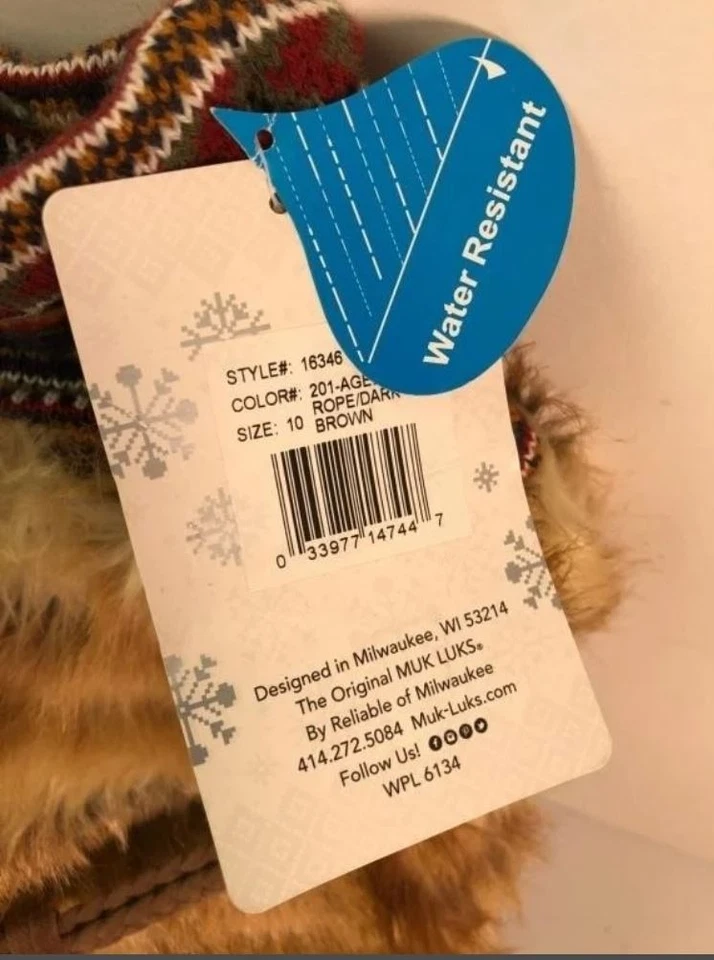 Water Resistant
STYLE#: 16346
COLOR#: 201-AGE
ROPE/DARK
SIZE: 10 BROWN
0 33977 14744 7
Designed in Milwaukee, WI 53214
The Original MUK LUKS®
By Reliable of Milwaukee
414.272.5084 Muk-Luks.com
Follow Us!
WPL 6134